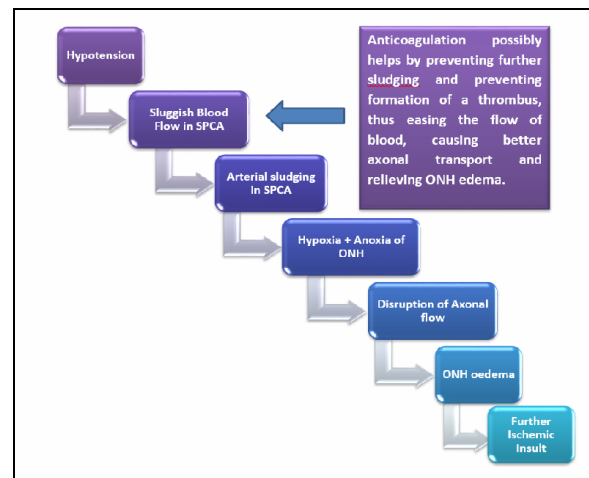 Hypotension
Sluggish Blood
Flow in SPCA
Arterial sludging
in SPCA
Hypoxia + Anoxia of
ONH
Disruption of Axonal
flow
ONH oedema
Further
Ischemic
Insult
Anticoagulation possibly
helps by preventing further
sludging and preventing
formation of a thrombus,
thus easing the flow of
blood, causing better
axonal transport and
relieving ONH edema.